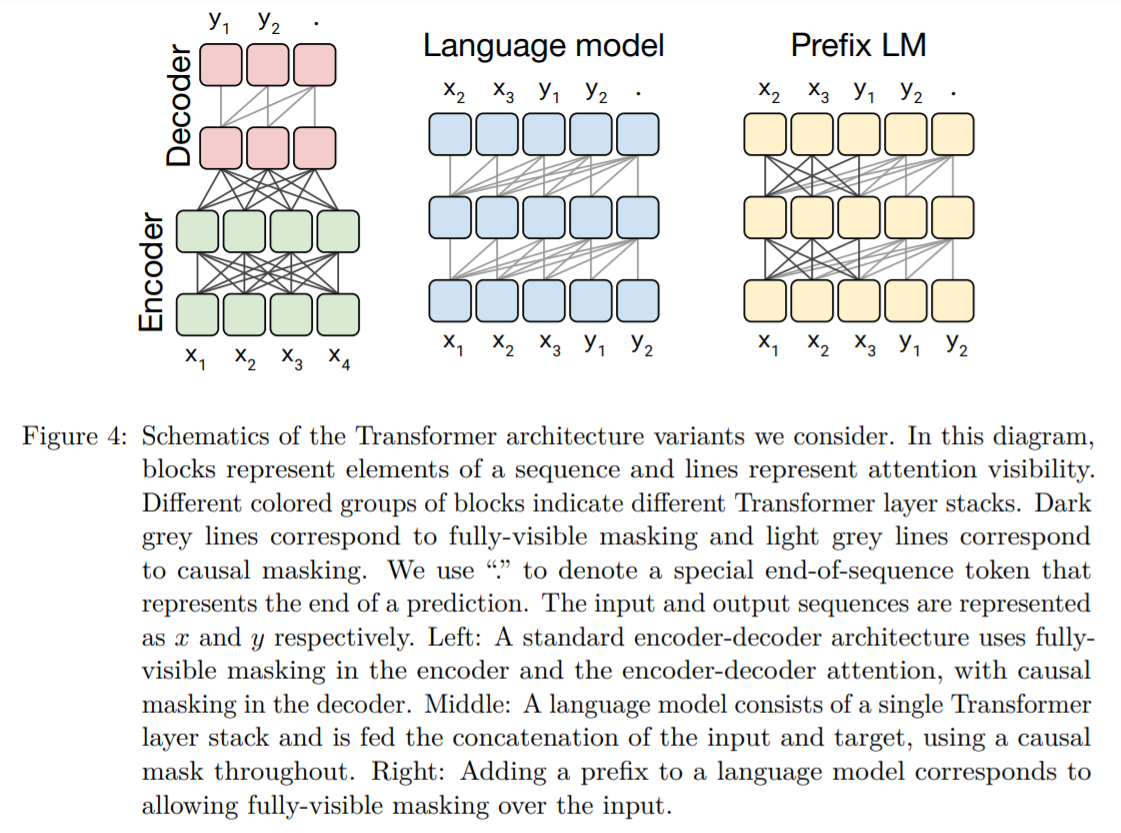 y₁ y₂ .
Decoder
Encoder
x₁ x₂ x₃ x₄
Language model
x₂ x₃ y₁ y₂ .
x₁ x₂ x₃ y₁ y₂
Prefix LM
x₂ x₃ y₁ y₂ .
x₁ x₂ x₃ y₁ y₂
Figure 4: Schematics of the Transformer architecture variants we consider. In this diagram,
blocks represent elements of a sequence and lines represent attention visibility.
Different colored groups of blocks indicate different Transformer layer stacks. Dark
grey lines correspond to fully-visible masking and light grey lines correspond
to causal masking. We use “.” to denote a special end-of-sequence token that
represents the end of a prediction. The input and output sequences are represented
as x and y respectively. Left: A standard encoder-decoder architecture uses fully-
visible masking in the encoder and the encoder-decoder attention, with causal
masking in the decoder. Middle: A language model consists of a single Transformer
layer stack and is fed the concatenation of the input and target, using a causal
mask throughout. Right: Adding a prefix to a language model corresponds to
allowing fully-visible masking over the input.